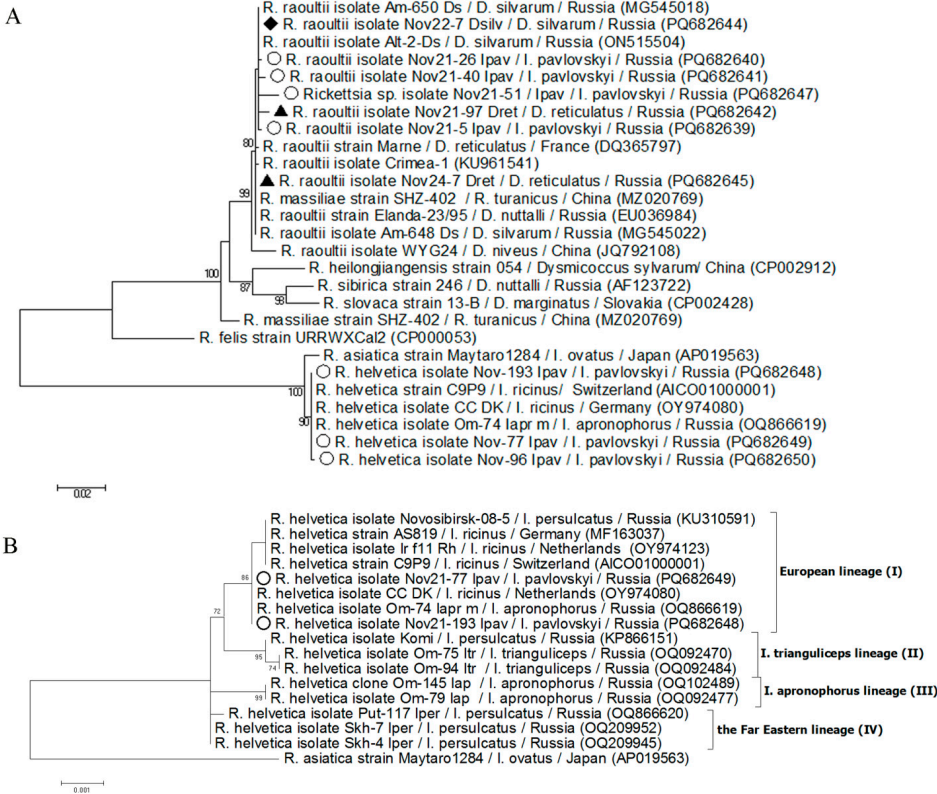 A
R. raoultii isolate Am-650 Ds / D. silvarum / Russia (MG545018)
R. raoultii isolate Nov22-7 Dsilv / D. silvarum / Russia (PQ682644)
R. raoultii isolate Alt-2-Ds / D. silvarum / Russia (ON515504)
R. raoultii isolate Nov21-26 Ipav / I. pavlovskyi / Russia (PQ682640)
R. raoultii isolate Nov21-40 Ipav / I. pavlovskyi / Russia (PQ682641)
Rickettsia sp. isolate Nov21-51 / Ipav / I. pavlovskyi / Russia (PQ682647)
R. raoultii isolate Nov21-97 Dret / D. reticulatus / Russia (PQ682642)
R. raoultii isolate Nov21-5 Ipav / I. pavlovskyi / Russia (PQ682639)
80
R. raoultii strain Marne / D. reticulatus / France (DQ365797)
R. raoultii isolate Crimea-1 (KU961541)
R. raoultii isolate Nov24-7 Dret / D. reticulatus / Russia (PQ682645)
99
R. massiliae strain SHZ-402 / R. turanicus / China (MZ020769)
R. raoultii strain Elanda-23/95 / D. nuttalli / Russia (EU036984)
R. raoultii isolate Am-648 Ds / D. silvarum / Russia (MG545022)
R. raoultii isolate WYG24 / D. niveus / China (JQ792108)
100
R. heilongjiangensis strain 054 / Dysmicoccus sylvarum/ China (CP002912)
87
R. sibirica strain 246 / D. nuttalli / Russia (AF123722)
98
R. slovaca strain 13-B / D. marginatus / Slovakia (CP002428)
R. massiliae strain SHZ-402 / R. turanicus / China (MZ020769)
R. felis strain URRWXCal2 (CP000053)
R. asiatica strain Maytaro1284 / I. ovatus / Japan (AP019563)
R. helvetica isolate Nov-193 Ipav / I. pavlovskyi / Russia (PQ682648)
100
R. helvetica strain C9P9 / I. ricinus/ Switzerland (AICO01000001)
R. helvetica isolate CC DK / I. ricinus / Germany (OY974080)
90
R. helvetica isolate Om-74 Iapr m / I. apronophorus / Russia (OQ866619)
R. helvetica isolate Nov-77 Ipav / I. pavlovskyi / Russia (PQ682649)
R. helvetica isolate Nov-96 Ipav / I. pavlovskyi / Russia (PQ682650)
0.02
B
R. helvetica isolate Novosibirsk-08-5 / I. persulcatus / Russia (KU310591)
R. helvetica strain AS819 / I. ricinus / Germany (MF163037)
R. helvetica isolate Ir f11 Rh / I. ricinus / Netherlands (OY974123)
R. helvetica strain C9P9 / I. ricinus / Switzerland (AICO01000001)
European lineage (I)
86
R. helvetica isolate Nov21-77 Ipav / I. pavlovskyi / Russia (PQ682649)
R. helvetica isolate CC DK / I. ricinus / Netherlands (OY974080)
R. helvetica isolate Om-74 Iapr m / I. apronophorus / Russia (OQ866619)
72
R. helvetica isolate Nov21-193 Ipav / I. pavlovskyi / Russia (PQ682648)
R. helvetica isolate Komi / I. persulcatus / Russia (KP866151)
95
R. helvetica isolate Om-75 Itr / I. trianguliceps / Russia (OQ092470)
I. trianguliceps lineage (II)
74
R. helvetica isolate Om-94 Itr / I. trianguliceps / Russia (OQ092484)
R. helvetica clone Om-145 Iap / I. apronophorus / Russia (OQ102489)
I. apronophorus lineage (III)
99
R. helvetica isolate Om-79 Iap / I. apronophorus / Russia (OQ092477)
R. helvetica isolate Put-117 Iper / I. persulcatus / Russia (OQ866620)
R. helvetica isolate Skh-7 Iper / I. persulcatus / Russia (OQ209952)
the Far Eastern lineage (IV)
R. helvetica isolate Skh-4 Iper / I. persulcatus / Russia (OQ209945)
R. asiatica strain Maytaro1284 / I. ovatus / Japan (AP019563)
0.001